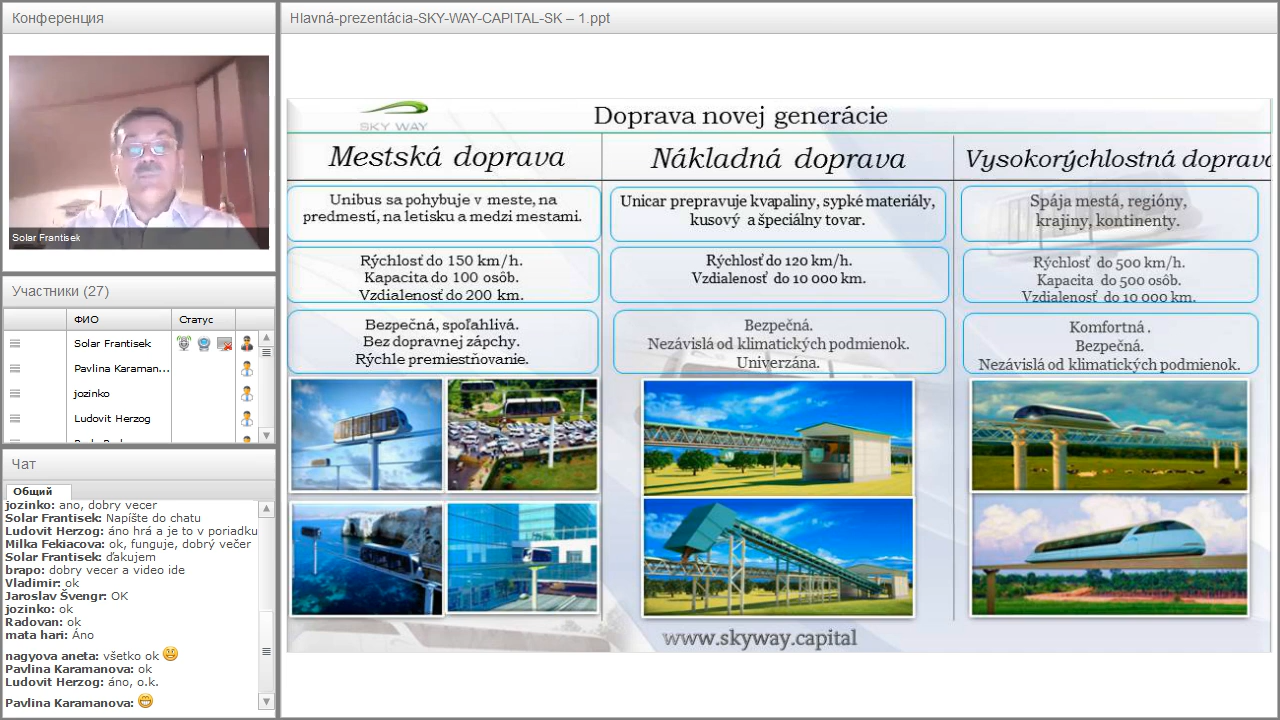 Конференция
Solar Frantisek
Участники (27)
ФИО
Статус
Solar Frantisek
Pavlina Karaman...
jozinko
Ludovit Herzog
Чат
Общий
jozinko: ano, dobry vecer
Solar Frantisek: Napíšte do chatu
Ludovit Herzog: áno hrá a je to v poriadku
Milka Fekiacova: ok, funguje, dobrý večer
Solar Frantisek: ďakujem
brapo: dobry vecer a video ide
Vladimir: ok
Jaroslav Švengr: OK
jozinko: ok
Radovan: ok
mata hari: Áno
nagyova aneta: všetko ok
Pavlina Karamanova: ok
Ludovit Herzog: áno, o.k.
Pavlina Karamanova:
Hlavná-prezentácia-SKY-WAY-CAPITAL-SK – 1.ppt
SKY WAY
Doprava novej generácie
Mestská doprava
Unibus sa pohybuje v meste, na
predmestí, na letisku a medzi mestami.
Rýchlosť do 150 km/h.
Kapacita do 100 osôb.
Vzdialenosť do 200 km.
Bezpečná, spoľahlivá.
Bez dopravnej zápchy.
Rýchle premiestňovanie.
Nákladná doprava
Unicar prepravuje kvapaliny, sypké materiály,
kusový a špeciálny tovar.
Rýchlosť do 120 km/h.
Vzdialenosť do 10 000 km.
Bezpečná.
Nezávislá od klimatických podmienok.
Univerzána.
Vysokorýchlostná doprava
Spája mestá, regióny,
krajiny, kontinenty.
Rýchlosť do 500 km/h.
Kapacita do 500 osôb.
Vzdialenosť do 10 000 km.
Komfortná .
Bezpečná.
Nezávislá od klimatických podmienok.
www.skyway.capital